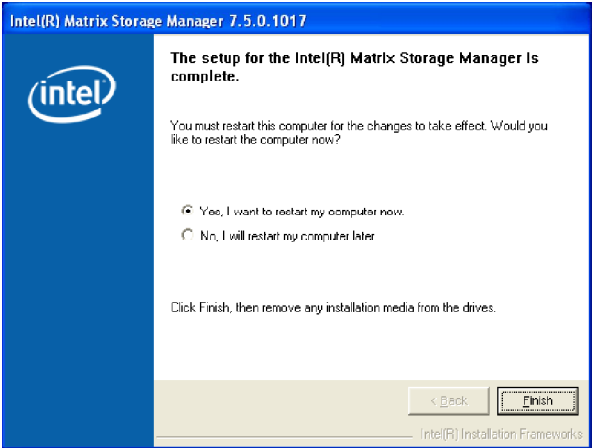 Intel(R) Matrix Storage Manager 7.5.0.1017
intel
The setup for the Intel(R) Matrix Storage Manager is
complete.
You must restart this computer for the changes to take effect. Would you
like to restart the computer now?
Yes, I want to restart my computer now.
No, I will restart my computer later.
Click Finish, then remove any installation media from the drives.
< Back
Finish
Intel(R) Installation Frameworks